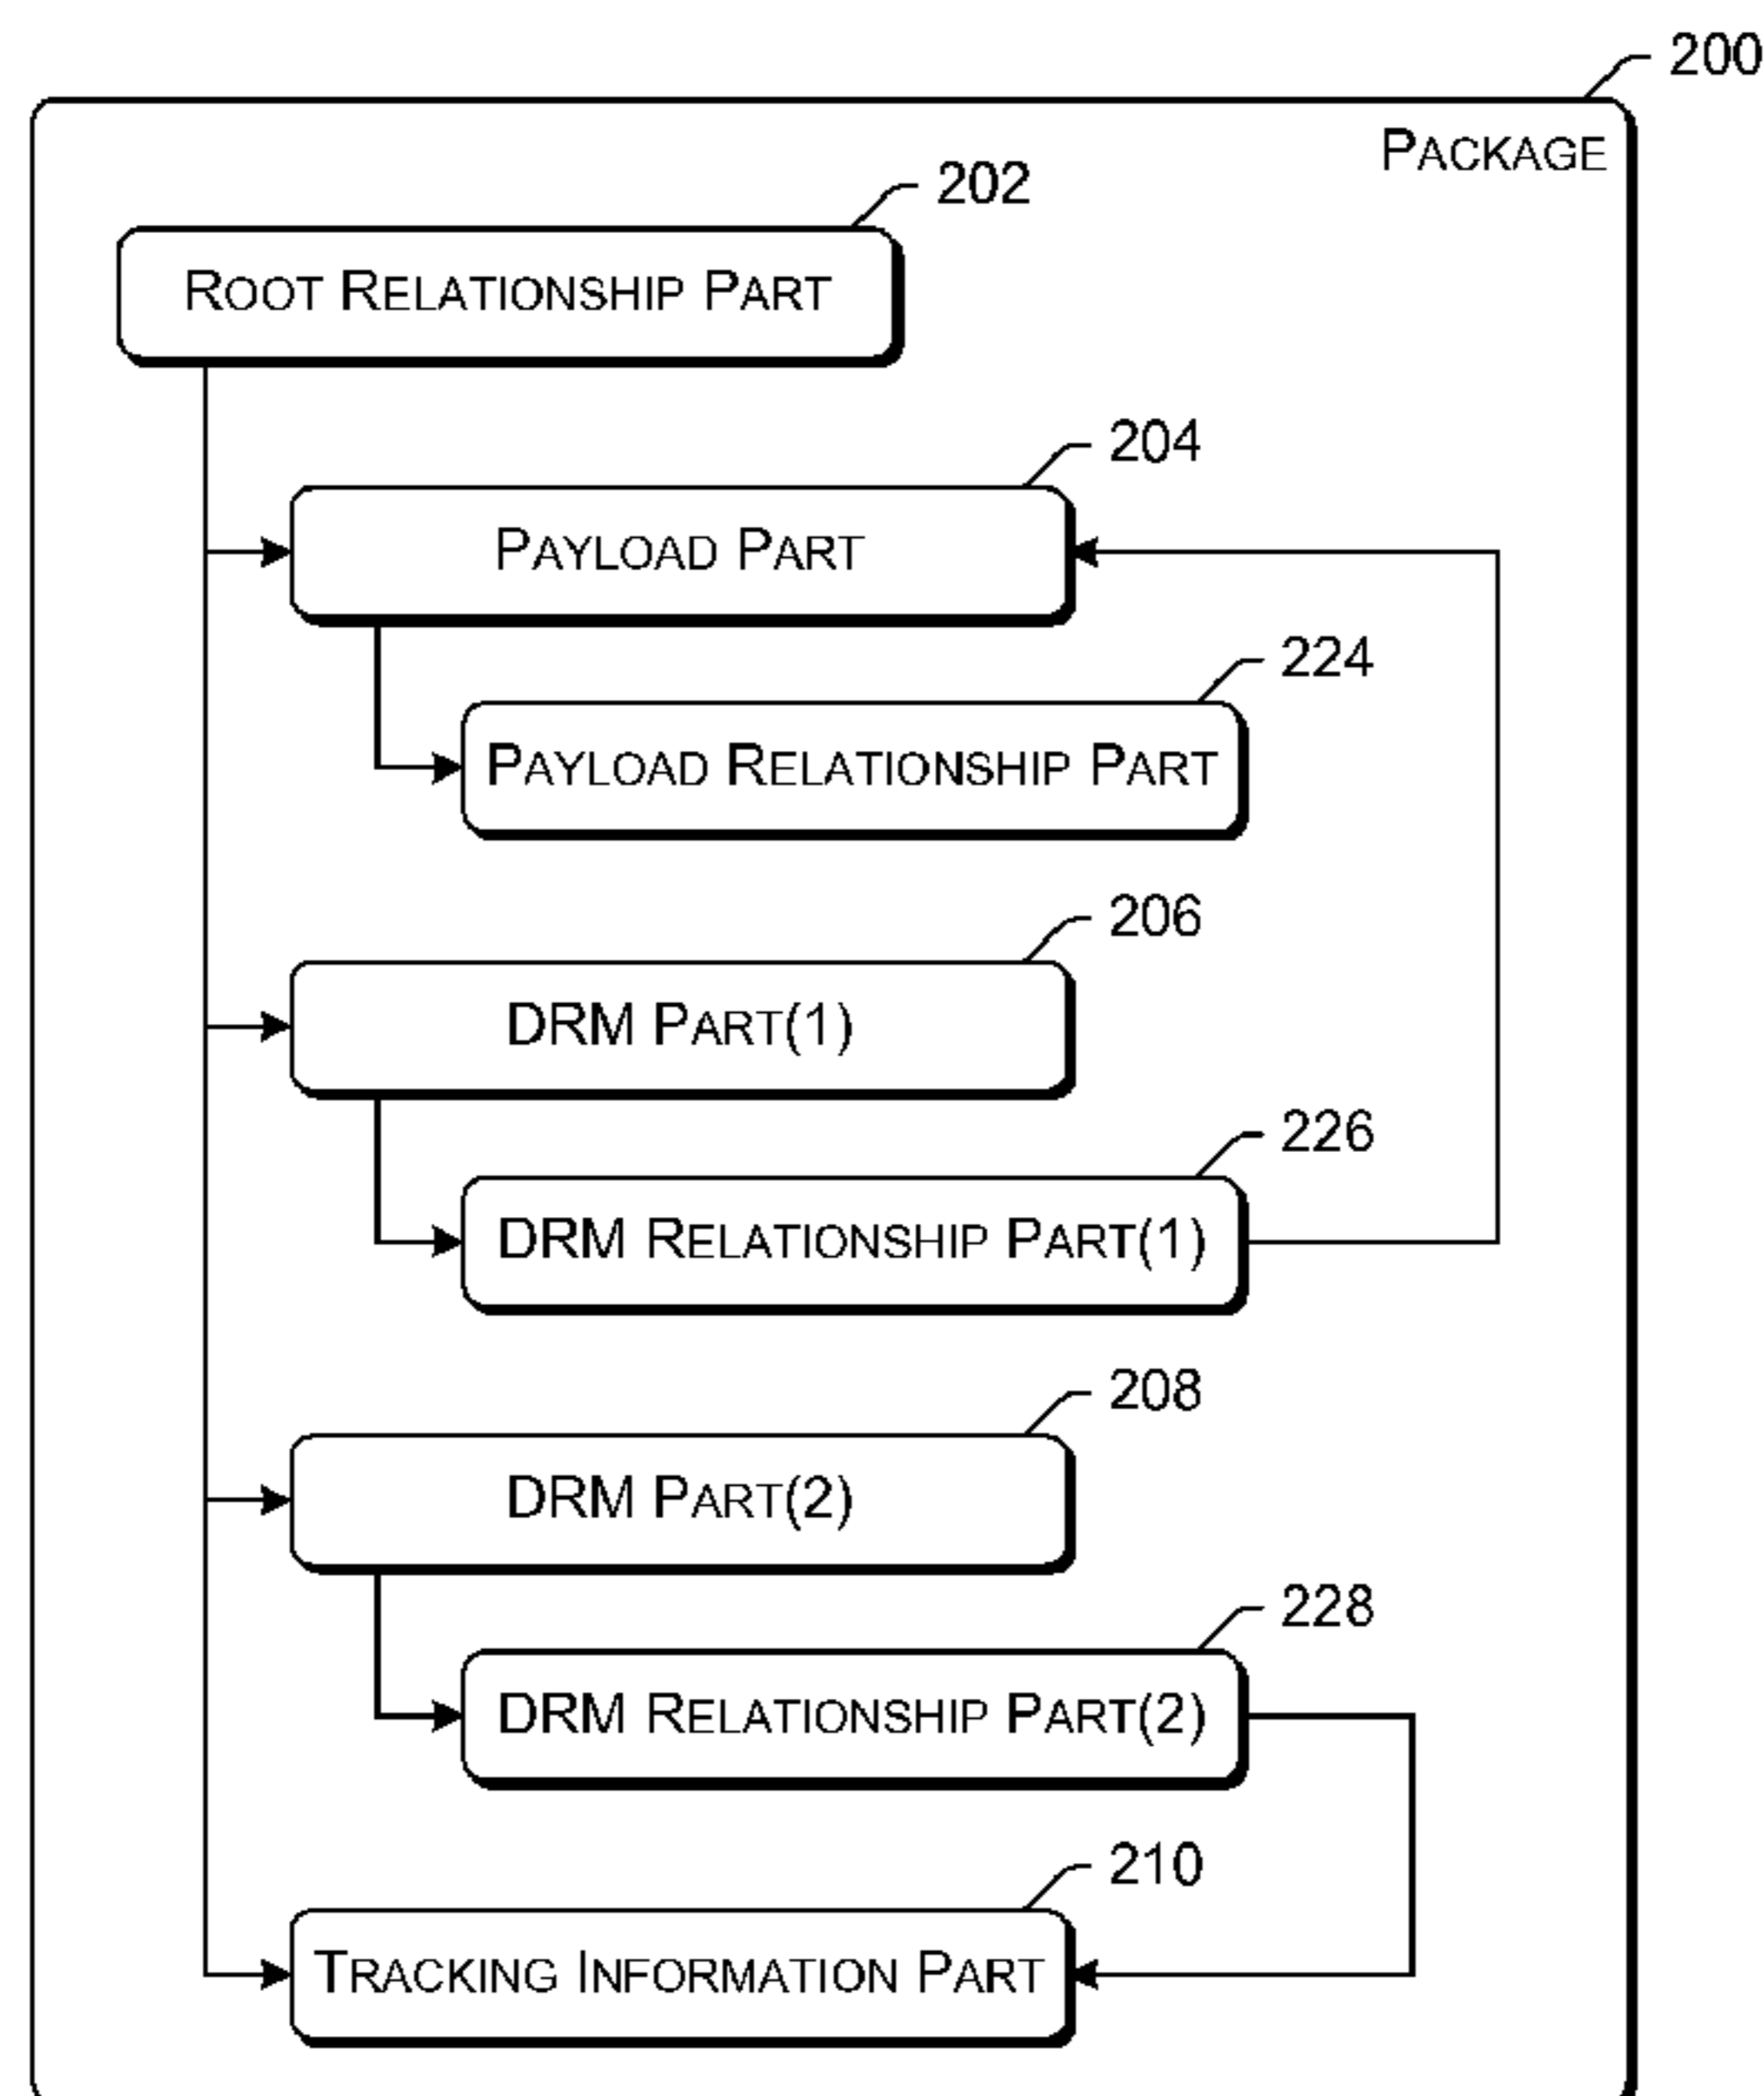 200
PACKAGE
202
ROOT RELATIONSHIP PART
204
PAYLOAD PART
224
PAYLOAD RELATIONSHIP PART
206
DRM PART(1)
226
DRM RELATIONSHIP PART(1)
208
DRM PART(2)
228
DRM RELATIONSHIP PART(2)
210
TRACKING INFORMATION PART